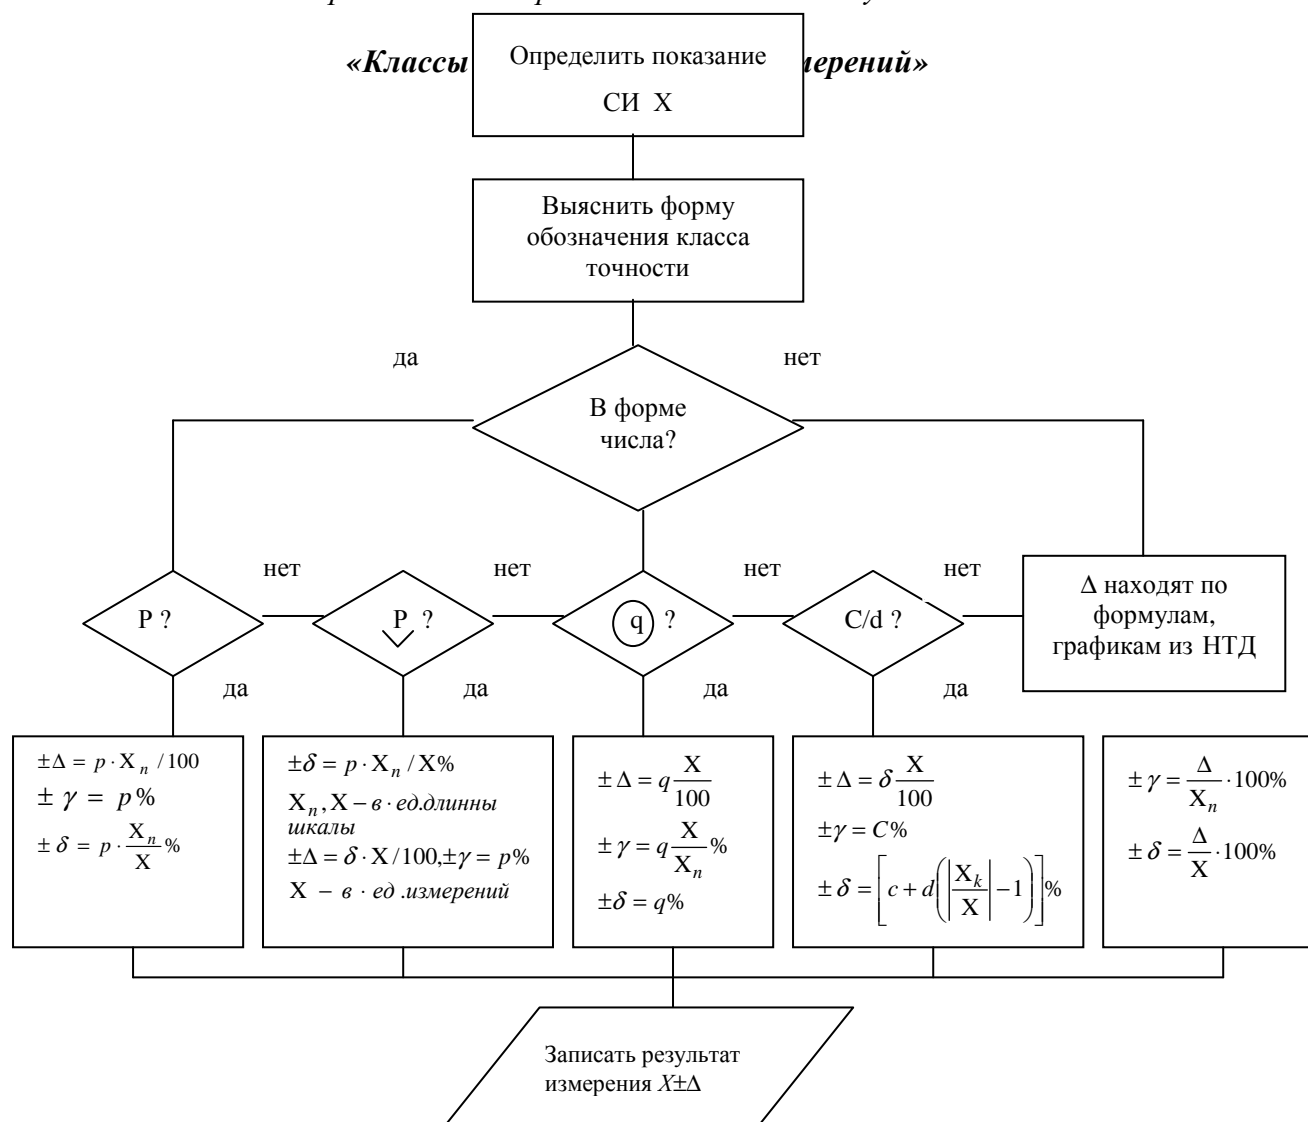 «Классы
мерений»
Определить показание
СИ Х
Выяснить форму
обозначения класса
точности
да
нет
В форме
числа?
нет
нет
нет
нет
P ?
P ?
q ?
C/d ?
Δ находят по
формулам,
графикам из НТД
да
да
да
да
±Δ = p · X_n / 100
± γ = p %
± δ = p · X_n/X %
±δ = p · X_n / X%
X_n, X – в · ед.длинны
шкалы
±Δ = δ · X / 100, ±γ = p%
X – в · ед .измерений
± Δ = q X/100
± γ = q X/X_n %
±δ = q%
± Δ = δ X/100
±γ = C%
± δ = [c + d(|X_k/X| – 1)]%
± γ = Δ/X_n · 100%
± δ = Δ/X · 100%
Записать результат
измерения X±Δ